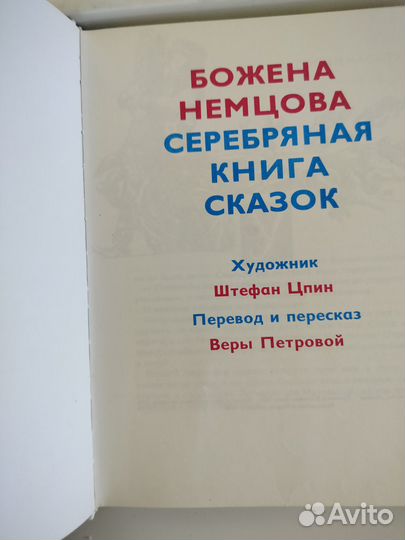 БОЖЕНА
НЕМЦОВА
СЕРЕБРЯНАЯ
КНИГА
СКАЗОК
Художник
Штефан Цпин
Перевод и пересказ
Веры Петровой
Avito